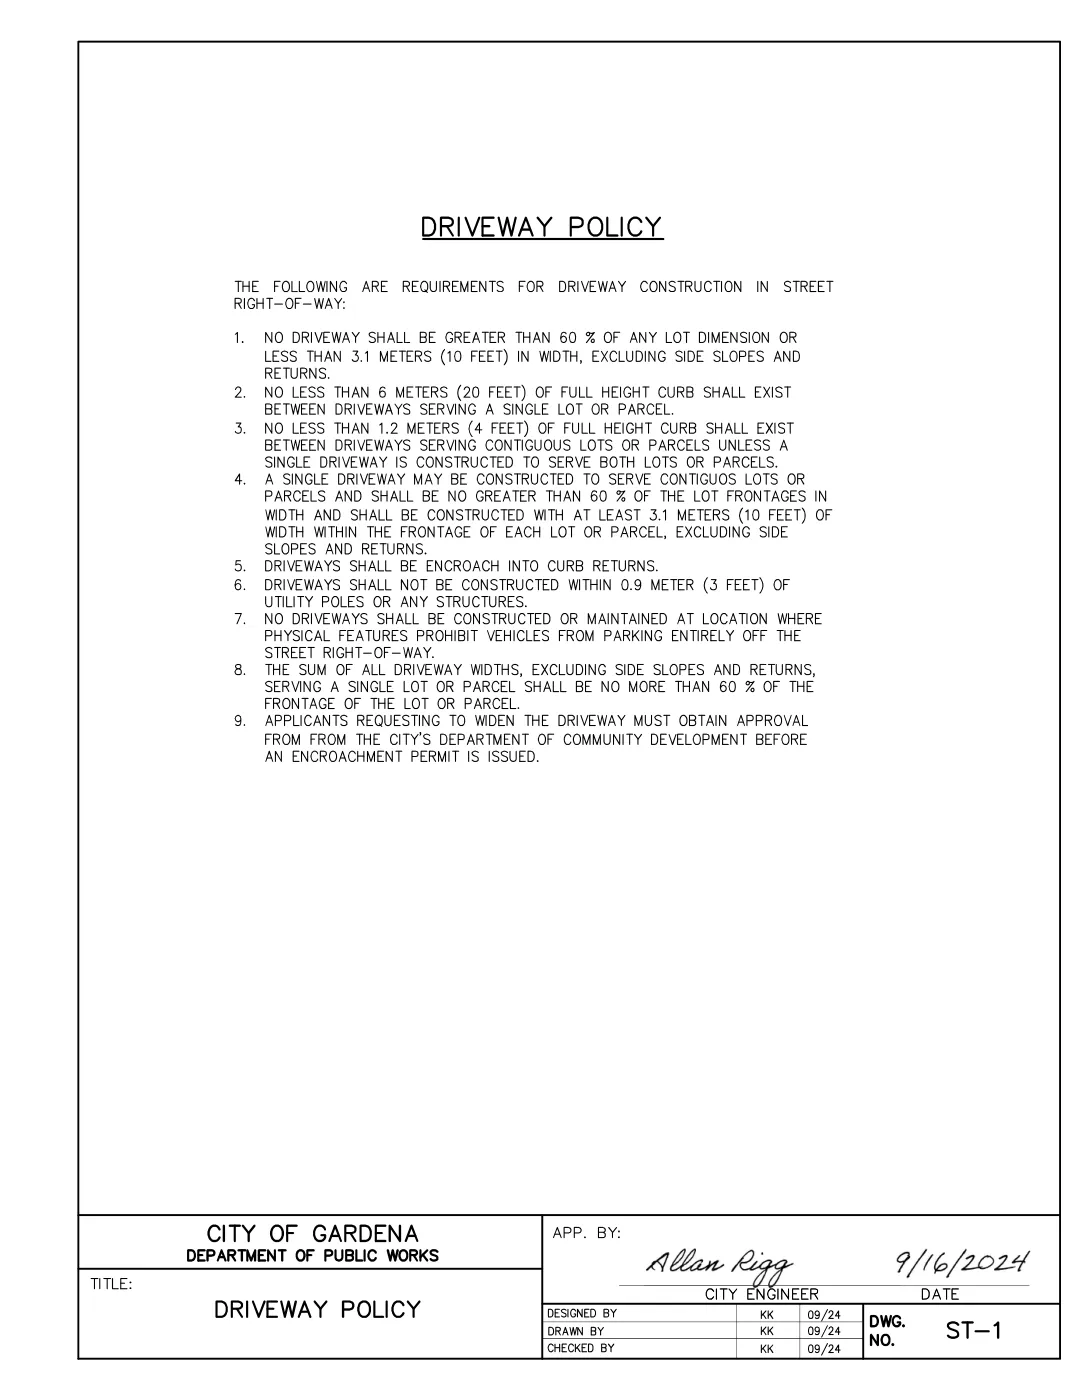 DRIVEWAY POLICY
THE FOLLOWING ARE REQUIREMENTS FOR DRIVEWAY CONSTRUCTION IN STREET
RIGHT-OF-WAY:
1. NO DRIVEWAY SHALL BE GREATER THAN 60 % OF ANY LOT DIMENSION OR
LESS THAN 3.1 METERS (10 FEET) IN WIDTH, EXCLUDING SIDE SLOPES AND
RETURNS.
2. NO LESS THAN 6 METERS (20 FEET) OF FULL HEIGHT CURB SHALL EXIST
BETWEEN DRIVEWAYS SERVING A SINGLE LOT OR PARCEL.
3. NO LESS THAN 1.2 METERS (4 FEET) OF FULL HEIGHT CURB SHALL EXIST
BETWEEN DRIVEWAYS SERVING CONTIGUOUS LOTS OR PARCELS UNLESS A
SINGLE DRIVEWAY IS CONSTRUCTED TO SERVE BOTH LOTS OR PARCELS.
4. A SINGLE DRIVEWAY MAY BE CONSTRUCTED TO SERVE CONTIGUOS LOTS OR
PARCELS AND SHALL BE NO GREATER THAN 60 % OF THE LOT FRONTAGES IN
WIDTH AND SHALL BE CONSTRUCTED WITH AT LEAST 3.1 METERS (10 FEET) OF
WIDTH WITHIN THE FRONTAGE OF EACH LOT OR PARCEL, EXCLUDING SIDE
SLOPES AND RETURNS.
5. DRIVEWAYS SHALL BE ENCROACH INTO CURB RETURNS.
6. DRIVEWAYS SHALL NOT BE CONSTRUCTED WITHIN 0.9 METER (3 FEET) OF
UTILITY POLES OR ANY STRUCTURES.
7. NO DRIVEWAYS SHALL BE CONSTRUCTED OR MAINTAINED AT LOCATION WHERE
PHYSICAL FEATURES PROHIBIT VEHICLES FROM PARKING ENTIRELY OFF THE
STREET RIGHT-OF-WAY.
8. THE SUM OF ALL DRIVEWAY WIDTHS, EXCLUDING SIDE SLOPES AND RETURNS,
SERVING A SINGLE LOT OR PARCEL SHALL BE NO MORE THAN 60 % OF THE
FRONTAGE OF THE LOT OR PARCEL.
9. APPLICANTS REQUESTING TO WIDEN THE DRIVEWAY MUST OBTAIN APPROVAL
FROM FROM THE CITY'S DEPARTMENT OF COMMUNITY DEVELOPMENT BEFORE
AN ENCROACHMENT PERMIT IS ISSUED.
CITY OF GARDENA
DEPARTMENT OF PUBLIC WORKS
TITLE:
DRIVEWAY POLICY
APP. BY:
Allan Rigg 9/16/2024
CITY ENGINEER DATE
DESIGNED BY KK 09/24
DRAWN BY KK 09/24
CHECKED BY KK 09/24
DWG.
NO. ST-1